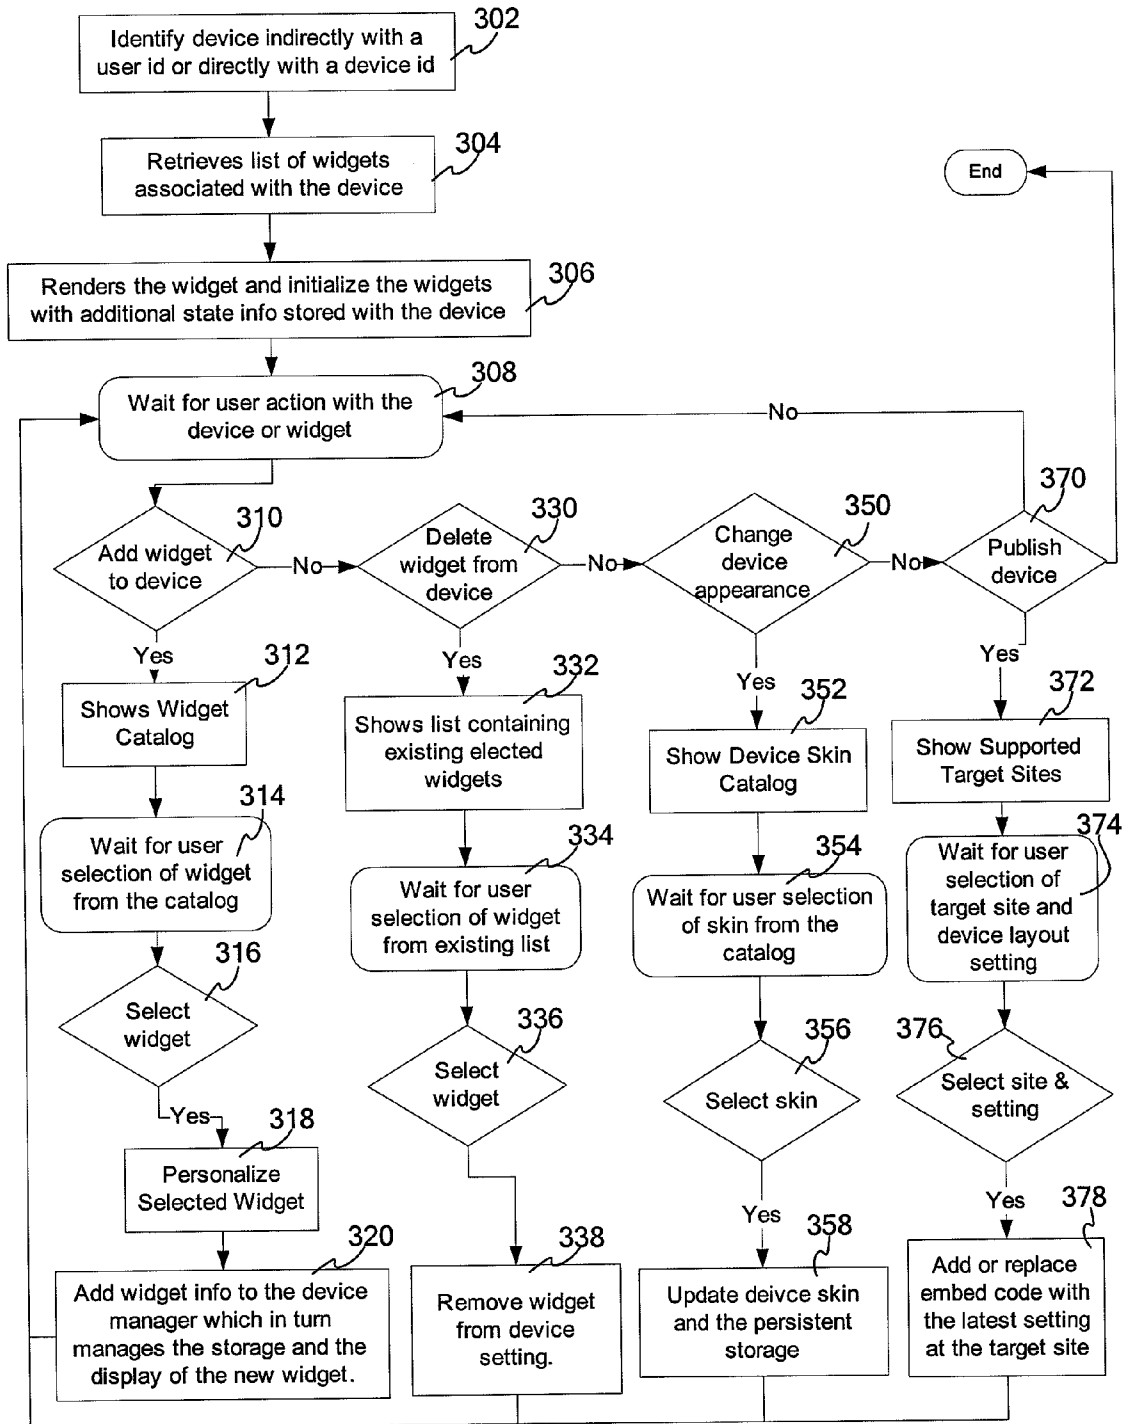 302
Identify device indirectly with a
user id or directly with a device id
304
Retrieves list of widgets
associated with the device
End
306
Renders the widget and initialize the widgets
with additional state info stored with the device
308
Wait for user action with the
device or widget
No
310
Add widget
to device
No
330
Delete
widget from
device
No
350
Change
device
appearance
No
370
Publish
device
Yes
312
Shows Widget
Catalog
314
Wait for user
selection of widget
from the catalog
316
Select
widget
Yes
318
Personalize
Selected Widget
320
Add widget info to the device
manager which in turn
manages the storage and the
display of the new widget.
Yes
332
Shows list containing
existing elected
widgets
334
Wait for user
selection of widget
from existing list
336
Select
widget
338
Remove widget
from device
setting.
Yes
352
Show Device Skin
Catalog
354
Wait for user selection
of skin from the
catalog
356
Select skin
Yes
358
Update deivce skin
and the persistent
storage
Yes
372
Show Supported
Target Sites
374
Wait for user
selection of
target site and
device layout
setting
376
Select site &
setting
Yes
378
Add or replace
embed code with
the latest setting
at the target site